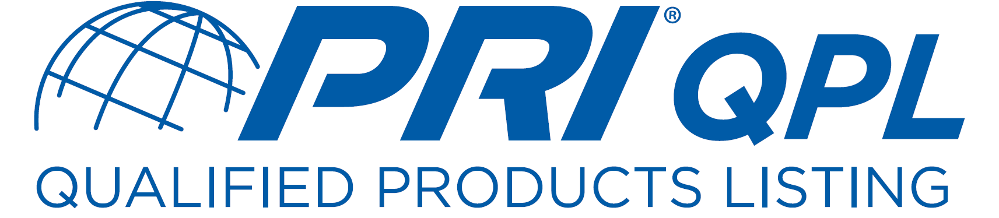 PRI® QPL
QUALIFIED PRODUCTS LISTING